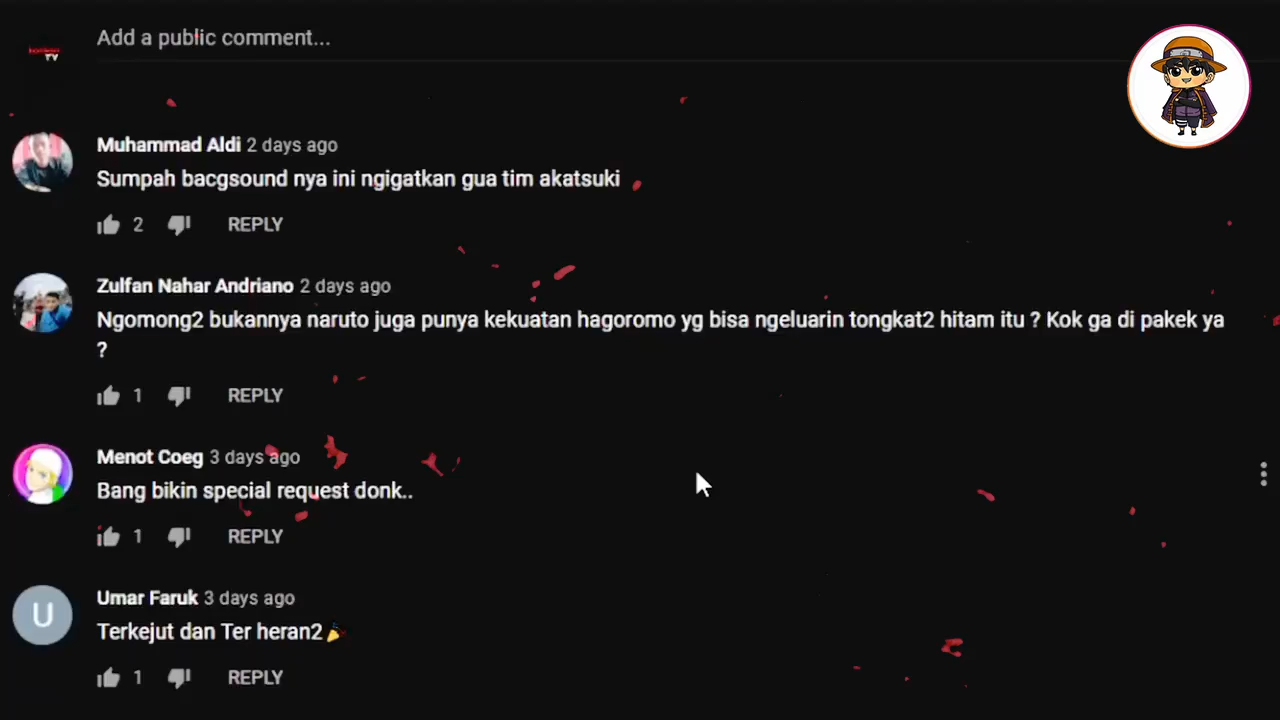 Add a public comment...
TV
Muhammad Aldi 2 days ago
Sumpah bacgsound nya ini ngigatkan gua tim akatsuki
2 REPLY
Zulfan Nahar Andriano 2 days ago
Ngomong2 bukannya naruto juga punya kekuatan hagoromo yg bisa ngeluarin tongkat2 hitam itu ? Kok ga di pakek ya
?
1 REPLY
Menot Coeg 3 days ago
Bang bikin special request donk..
1 REPLY
U
Umar Faruk 3 days ago
Terkejut dan Ter heran2🎉
1 REPLY